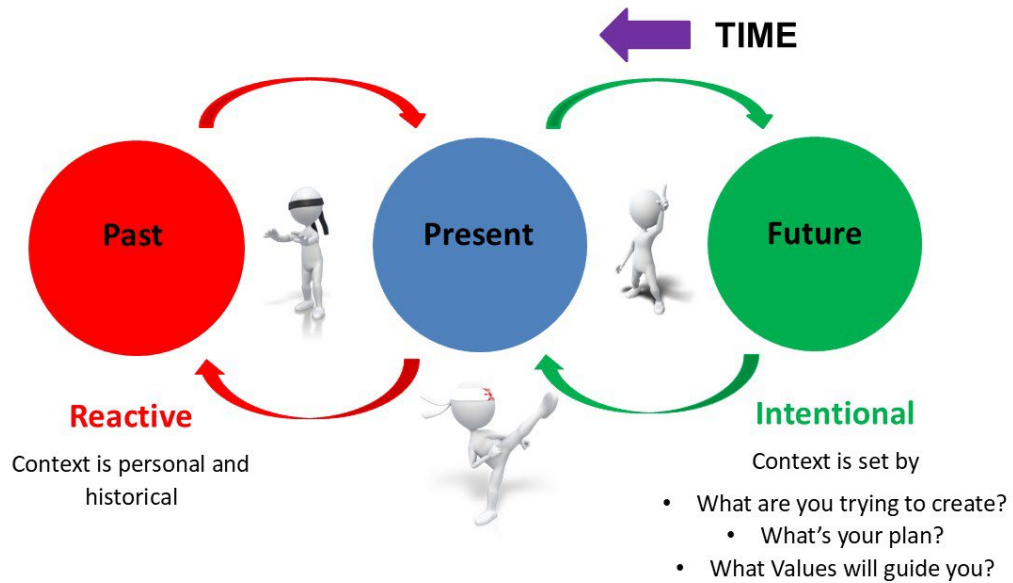 TIME
Past
Present
Future
Reactive
Context is personal and
historical
Intentional
Context is set by
• What are you trying to create?
• What's your plan?
• What Values will guide you?